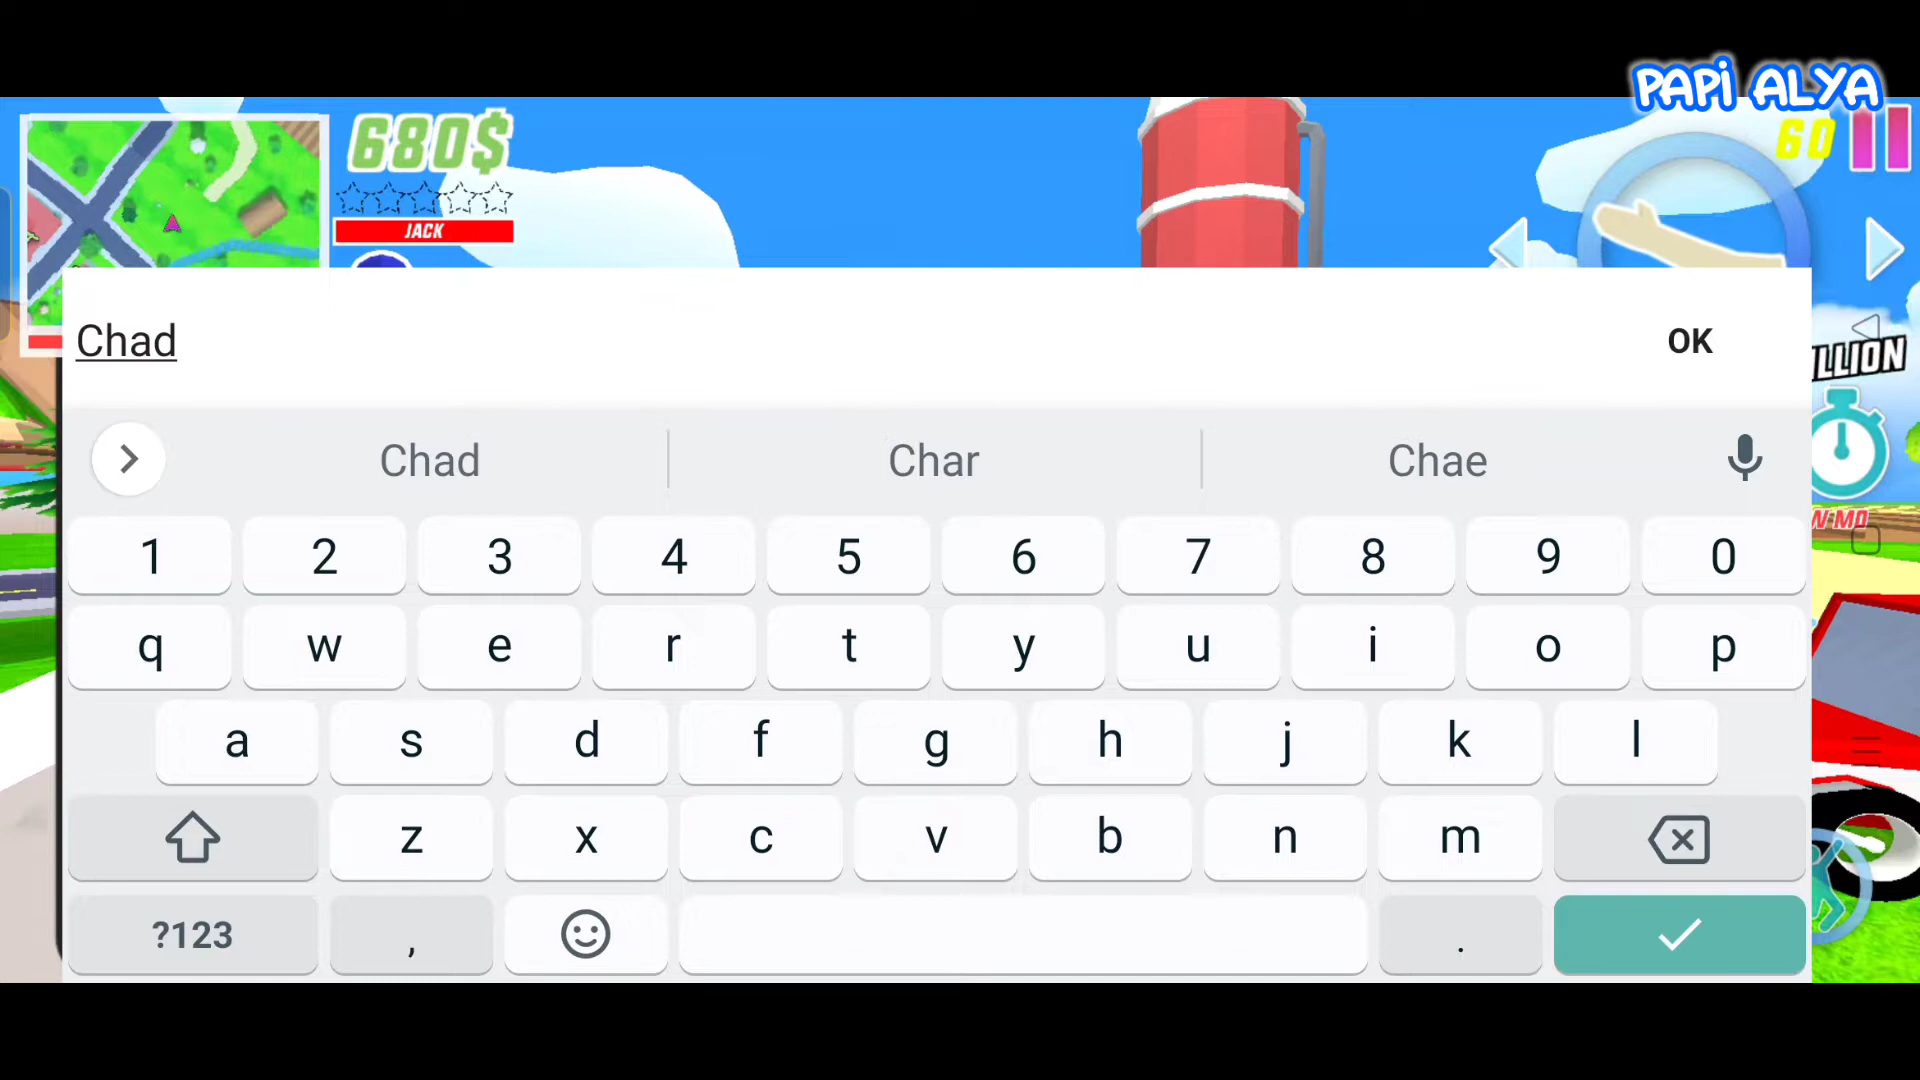 PAPI ALYA
680$
60
JACK
Chad
OK
LLION
Chad
Char
Chae
1 2 3 4 5 6 7 8 9 0
W MO
q w e r t y u i o p
a s d f g h j k l
z x c v b n m
?123 , .